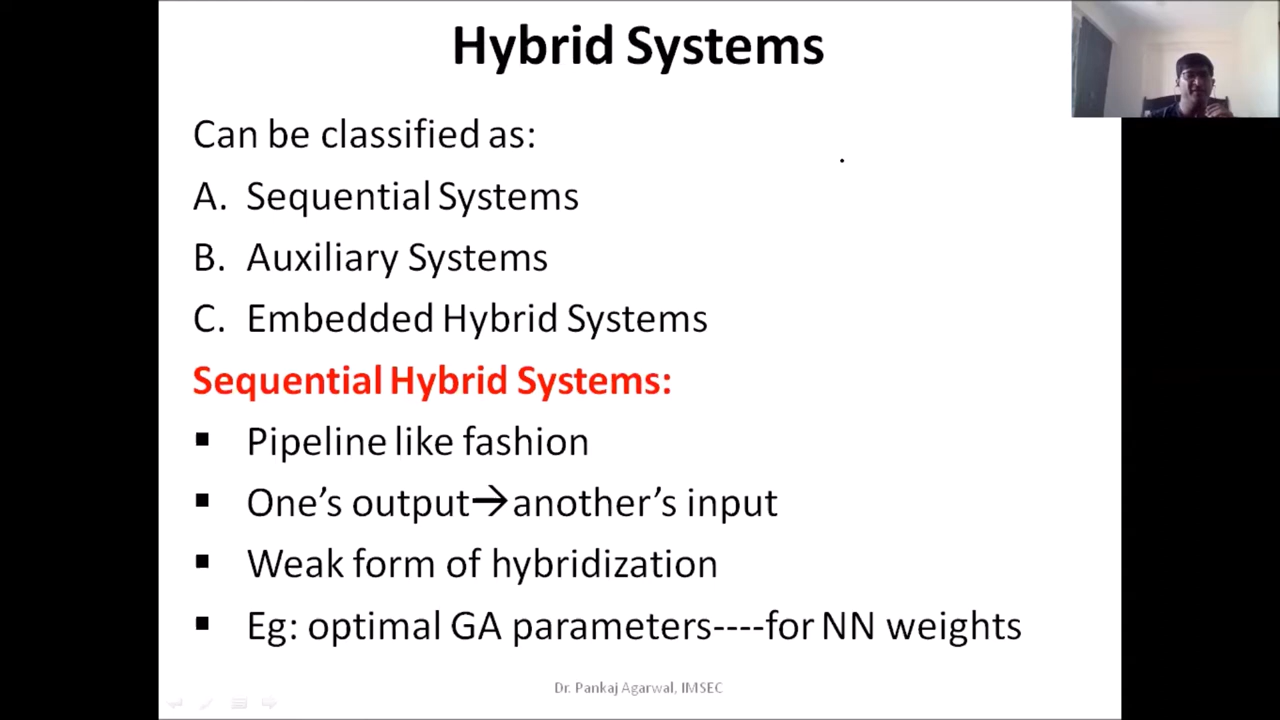 Hybrid Systems
Can be classified as:
A. Sequential Systems
B. Auxiliary Systems
C. Embedded Hybrid Systems
Sequential Hybrid Systems:
▪ Pipeline like fashion
▪ One’s output→another’s input
▪ Weak form of hybridization
▪ Eg: optimal GA parameters----for NN weights
Dr. Pankaj Agarwal, IMSEC